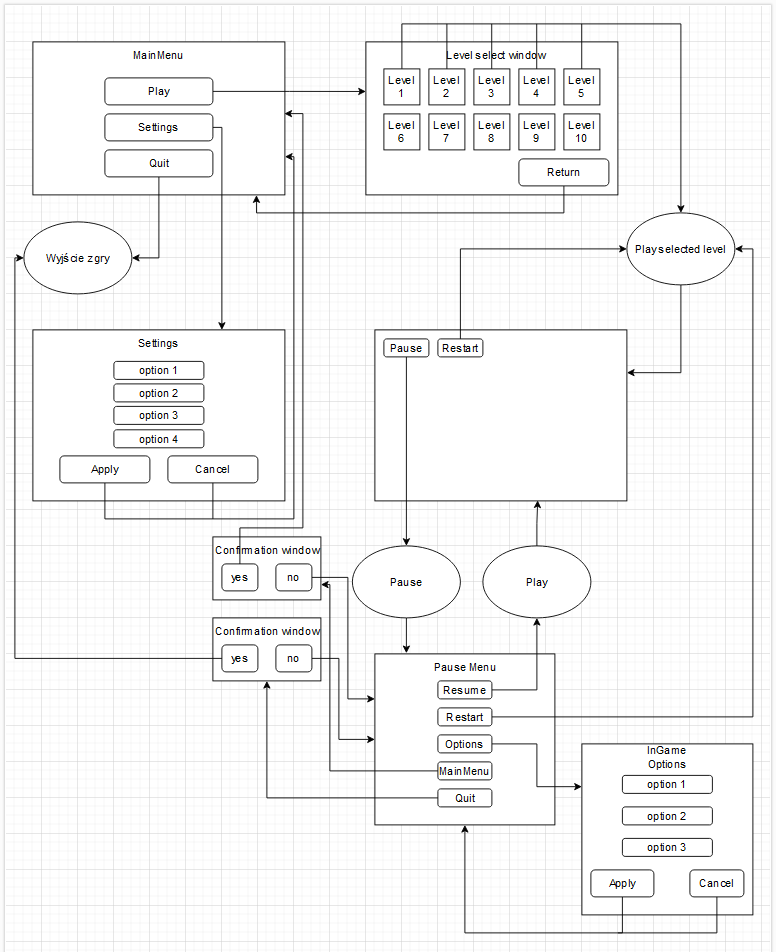 MainMenu
Play
Settings
Quit
Level select window
Level
1
Level
2
Level
3
Level
4
Level
5
Level
6
Level
7
Level
8
Level
9
Level
10
Return
Wyjście z gry
Play selected level
Settings
option 1
option 2
option 3
option 4
Apply
Cancel
Pause
Restart
Confirmation window
yes
no
Pause
Play
Confirmation window
yes
no
Pause Menu
Resume
Restart
Options
MainMenu
Quit
InGame
Options
option 1
option 2
option 3
Apply
Cancel